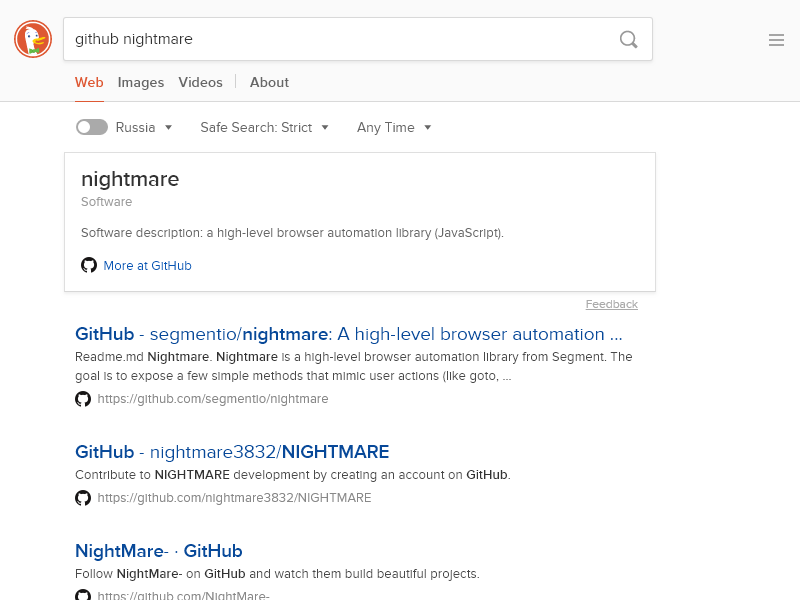 github nightmare
Web Images Videos About
Russia Safe Search: Strict Any Time
nightmare
Software
Software description: a high-level browser automation library (JavaScript).
More at GitHub
Feedback
GitHub - segmentio/nightmare: A high-level browser automation ...
Readme.md Nightmare. Nightmare is a high-level browser automation library from Segment. The
goal is to expose a few simple methods that mimic user actions (like goto, ...
https://github.com/segmentio/nightmare
GitHub - nightmare3832/NIGHTMARE
Contribute to NIGHTMARE development by creating an account on GitHub.
https://github.com/nightmare3832/NIGHTMARE
NightMare- · GitHub
Follow NightMare- on GitHub and watch them build beautiful projects.
https://github.com/NightMare-